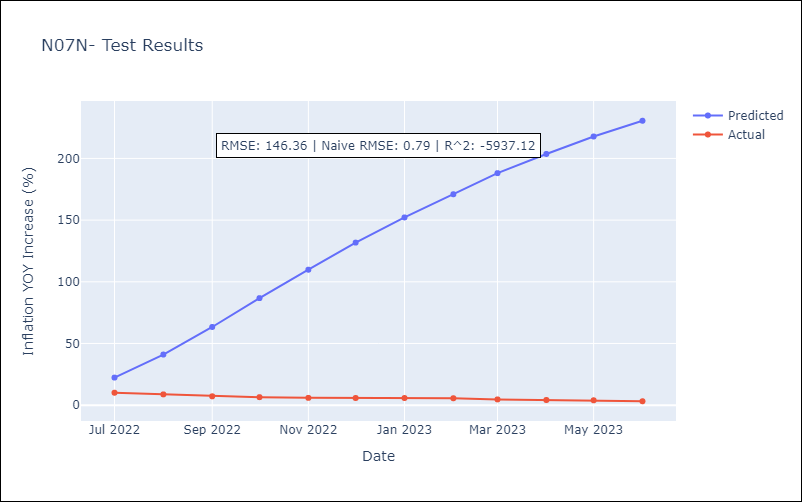 N07N- Test Results
Predicted
Actual
RMSE: 146.36 | Naive RMSE: 0.79 | R^2: -5937.12
Inflation YOY Increase (%)
200
150
100
50
0
Jul 2022 Sep 2022 Nov 2022 Jan 2023 Mar 2023 May 2023
Date